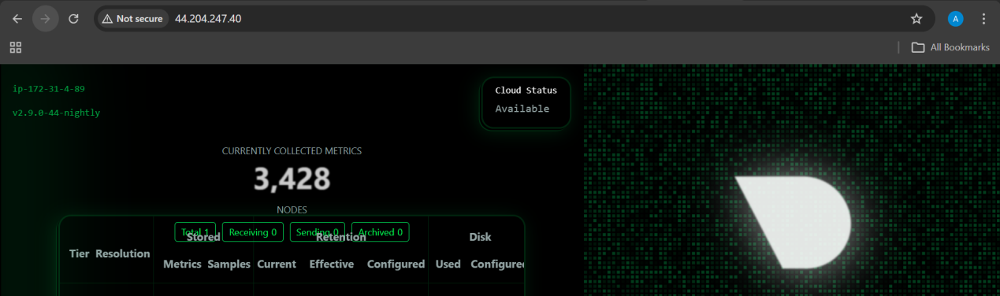 Not secure 44.204.247.40 A
All Bookmarks
ip-172-31-4-89
Cloud Status
Available
v2.9.0-44-nightly
CURRENTLY COLLECTED METRICS
3,428
NODES
Total 1 Receiving 0 Sending 0 Archived 0
Stored Retention Disk
Tier Resolution
Metrics Samples Current Effective Configured Used Configured